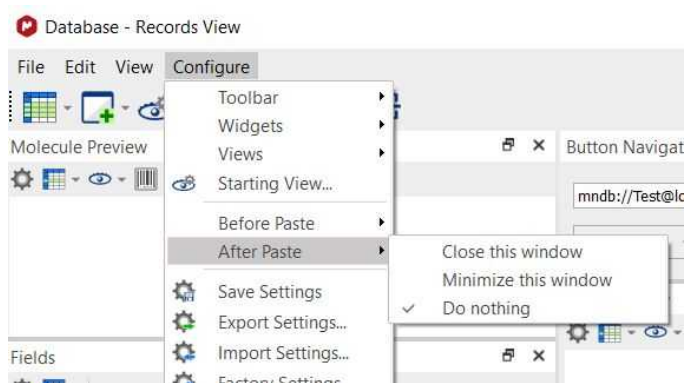 Database - Records View
File Edit View Configure
Toolbar
Widgets
Views
Starting View...
Before Paste
After Paste
Save Settings
Export Settings...
Import Settings...
Factory Settings
Close this window
Minimize this window
Do nothing
Molecule Preview
Button Navigat
mndb://Test@lo
Fields